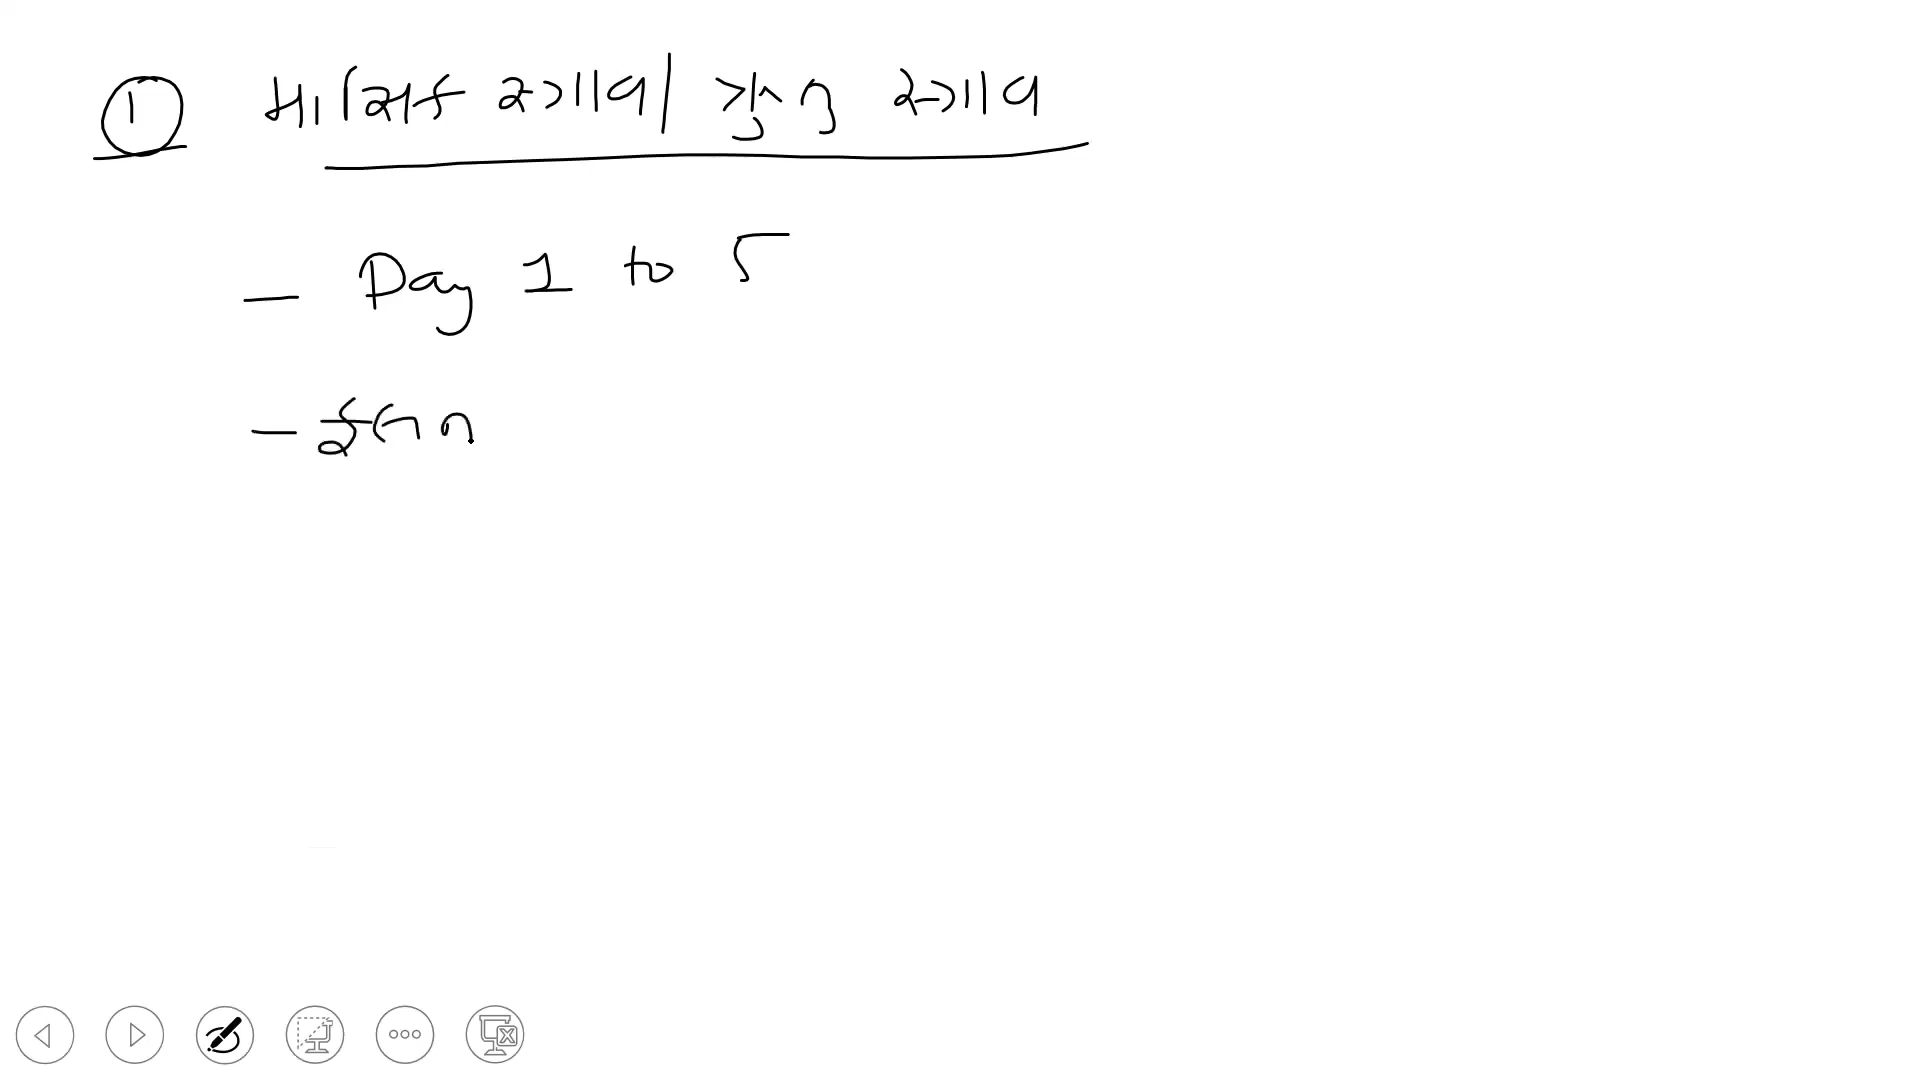 ① માસિક સ્રાવ | ઋતુ સ્રાવ
— Day 1 to 5
—